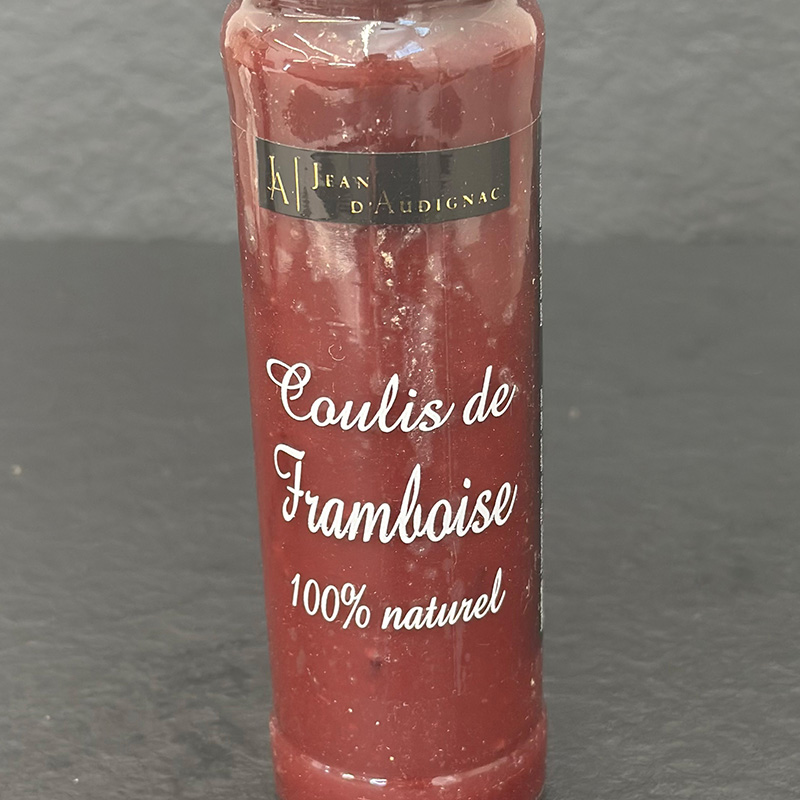 JA JEAN
D'AUDIGNAC
Coulis de
Framboise
100% naturel